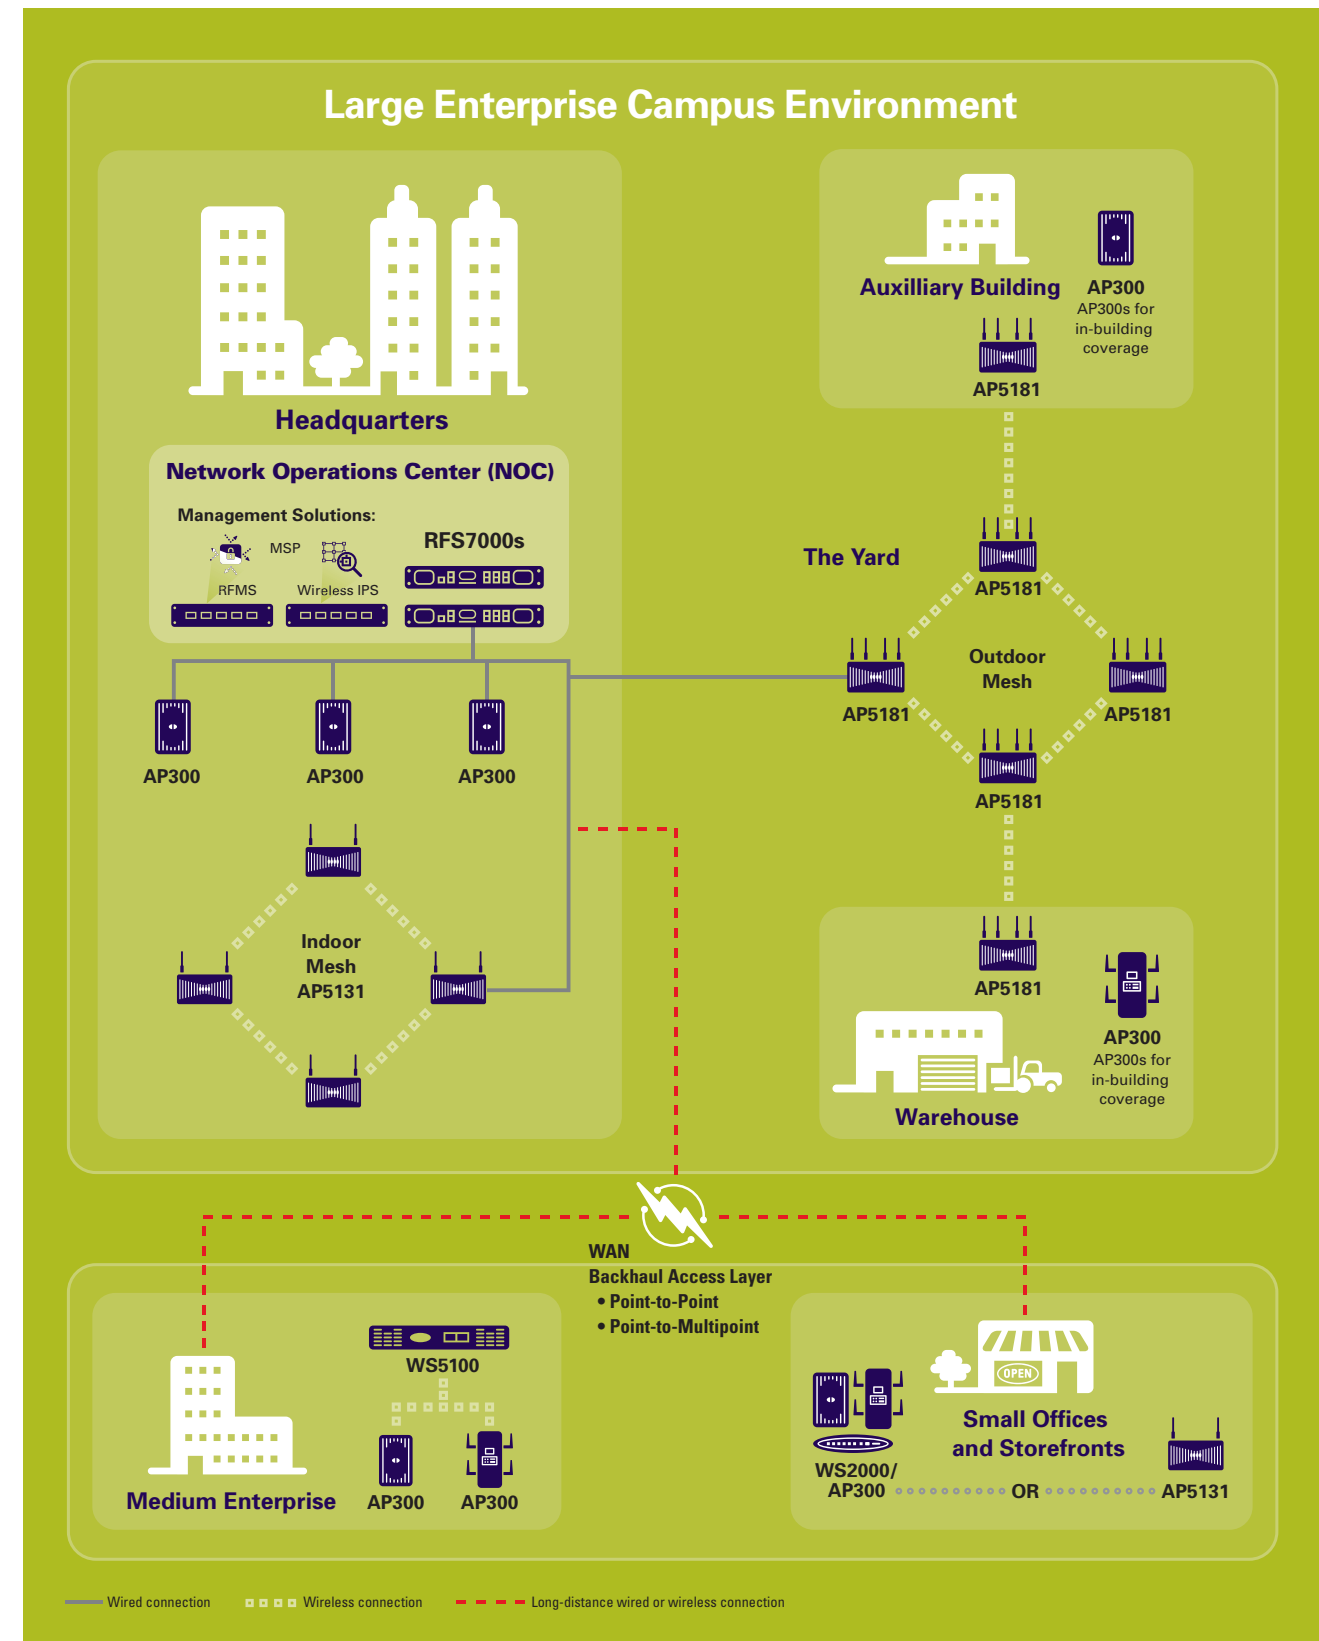 Large Enterprise Campus Environment
Headquarters
Network Operations Center (NOC)
Management Solutions:
MSP
RFMS
Wireless IPS
RFS7000s
AP300
AP300
AP300
Indoor
Mesh
AP5131
Auxilliary Building
AP300
AP300s for
in-building
coverage
AP5181
The Yard
AP5181
Outdoor
Mesh
AP5181
AP5181
AP5181
AP5181
AP300
AP300s for
in-building
coverage
Warehouse
WAN
Backhaul Access Layer
• Point-to-Point
• Point-to-Multipoint
WS5100
Medium Enterprise
AP300
AP300
OPEN
Small Offices
and Storefronts
WS2000/
AP300
OR
AP5131
Wired connection
Wireless connection
Long-distance wired or wireless connection